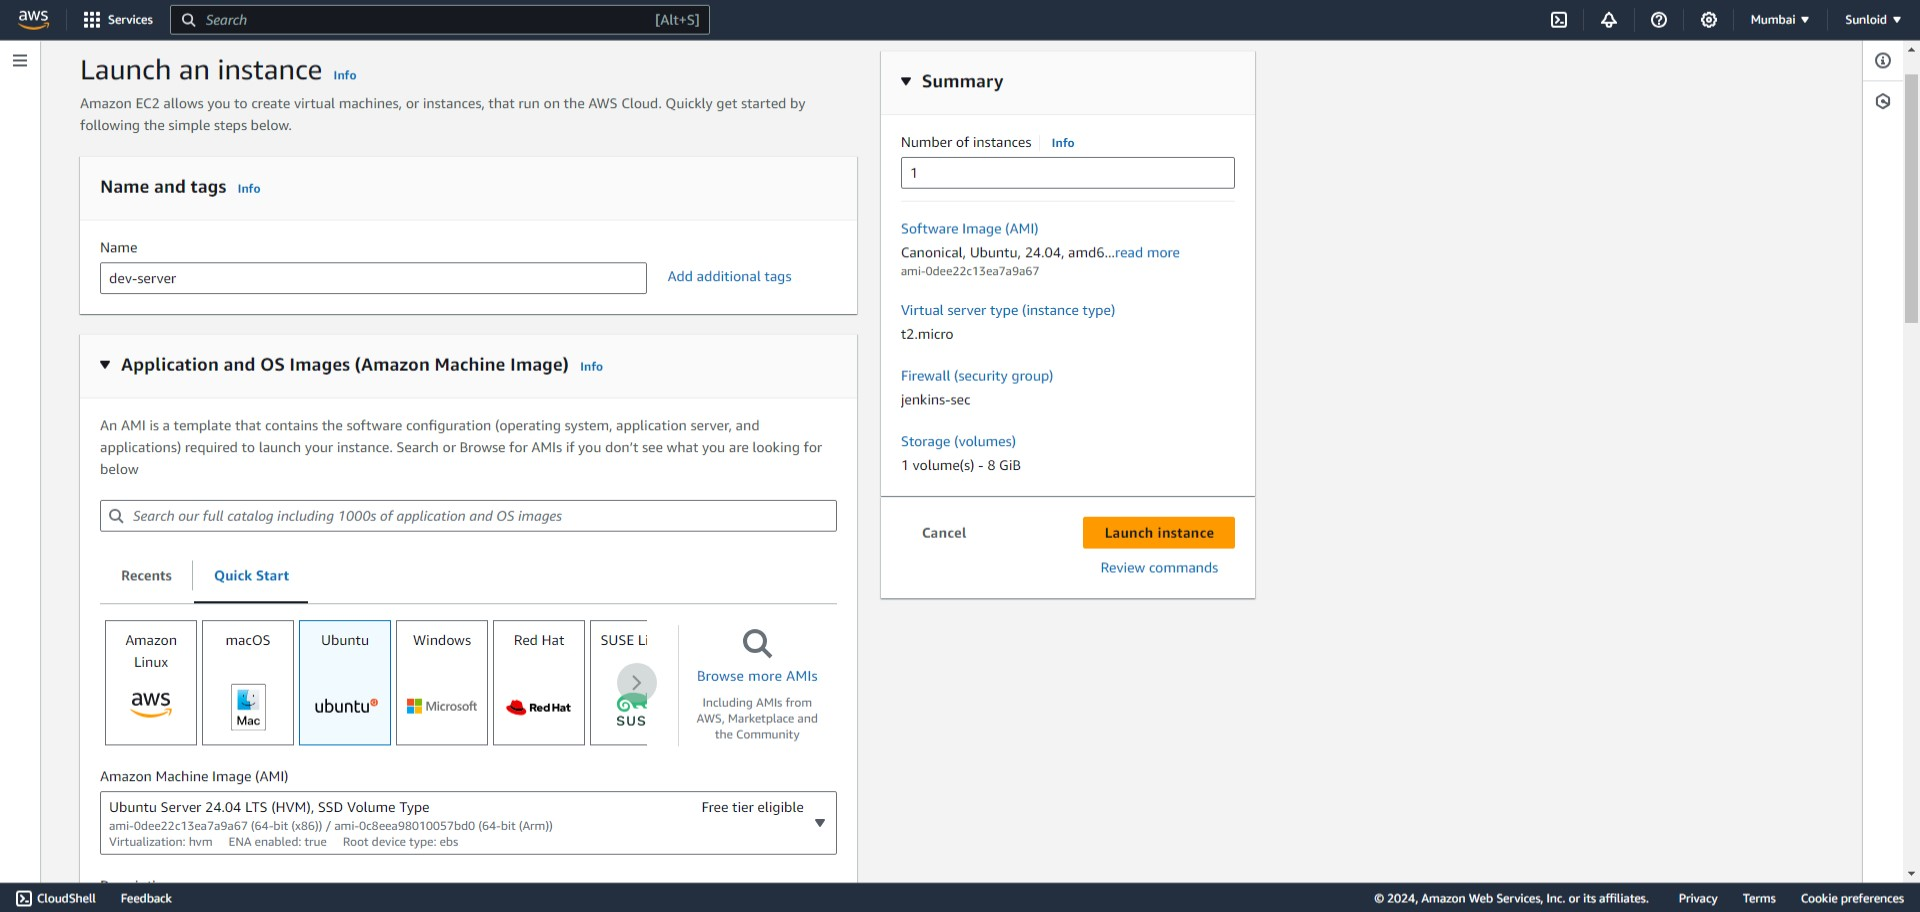 aws
Services
Search
[Alt+S]
Mumbai
Sunloid
Launch an instance Info
Amazon EC2 allows you to create virtual machines, or instances, that run on the AWS Cloud. Quickly get started by
following the simple steps below.
Name and tags Info
Name
dev-server
Add additional tags
Application and OS Images (Amazon Machine Image) Info
An AMI is a template that contains the software configuration (operating system, application server, and
applications) required to launch your instance. Search or Browse for AMIs if you don't see what you are looking for
below
Search our full catalog including 1000s of application and OS images
Recents
Quick Start
Amazon
Linux
aws
macOS
Mac
Ubuntu
ubuntu
Windows
Microsoft
Red Hat
Red Hat
SUSE Li
SUS
Browse more AMIs
Including AMIs from
AWS, Marketplace and
the Community
Amazon Machine Image (AMI)
Ubuntu Server 24.04 LTS (HVM), SSD Volume Type
Free tier eligible
ami-0dee22c13ea7a9a67 (64-bit (x86)) / ami-0c8eea98010057bd0 (64-bit (Arm))
Virtualization: hvm ENA enabled: true Root device type: ebs
Summary
Number of instances Info
1
Software Image (AMI)
Canonical, Ubuntu, 24.04, amd6...read more
ami-0dee22c13ea7a9a67
Virtual server type (instance type)
t2.micro
Firewall (security group)
jenkins-sec
Storage (volumes)
1 volume(s) - 8 GiB
Cancel
Launch instance
Review commands
CloudShell
Feedback
© 2024, Amazon Web Services, Inc. or its affiliates.
Privacy
Terms
Cookie preferences